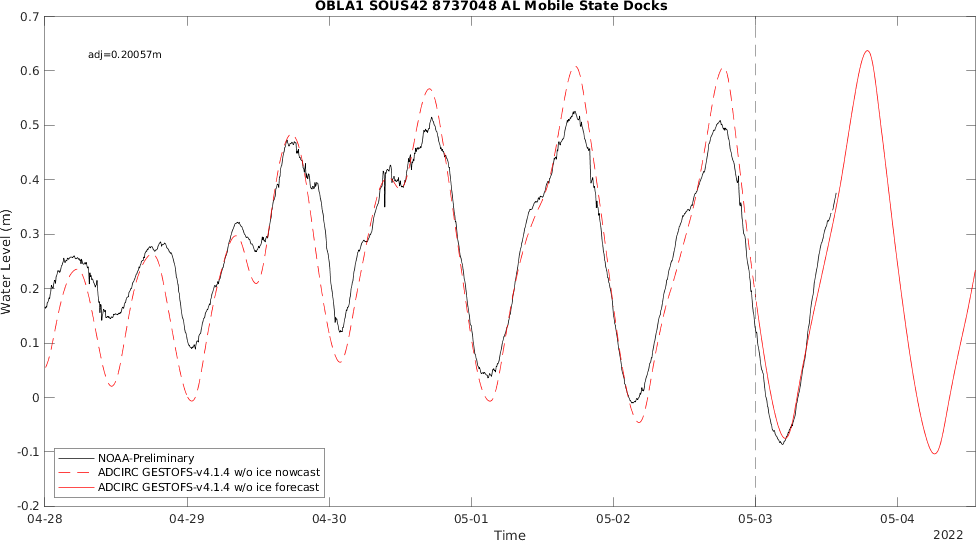 OBLA1 SOUS42 8737048 AL Mobile State Docks
0.7
adj=0.20057m
0.6
0.5
0.4
0.3
0.2
0.1
0
-0.1
-0.2
Water Level (m)
NOAA-Preliminary
ADCIRC GESTOFS-v4.1.4 w/o ice nowcast
ADCIRC GESTOFS-v4.1.4 w/o ice forecast
04-28 04-29 04-30 05-01 05-02 05-03 05-04
Time
2022